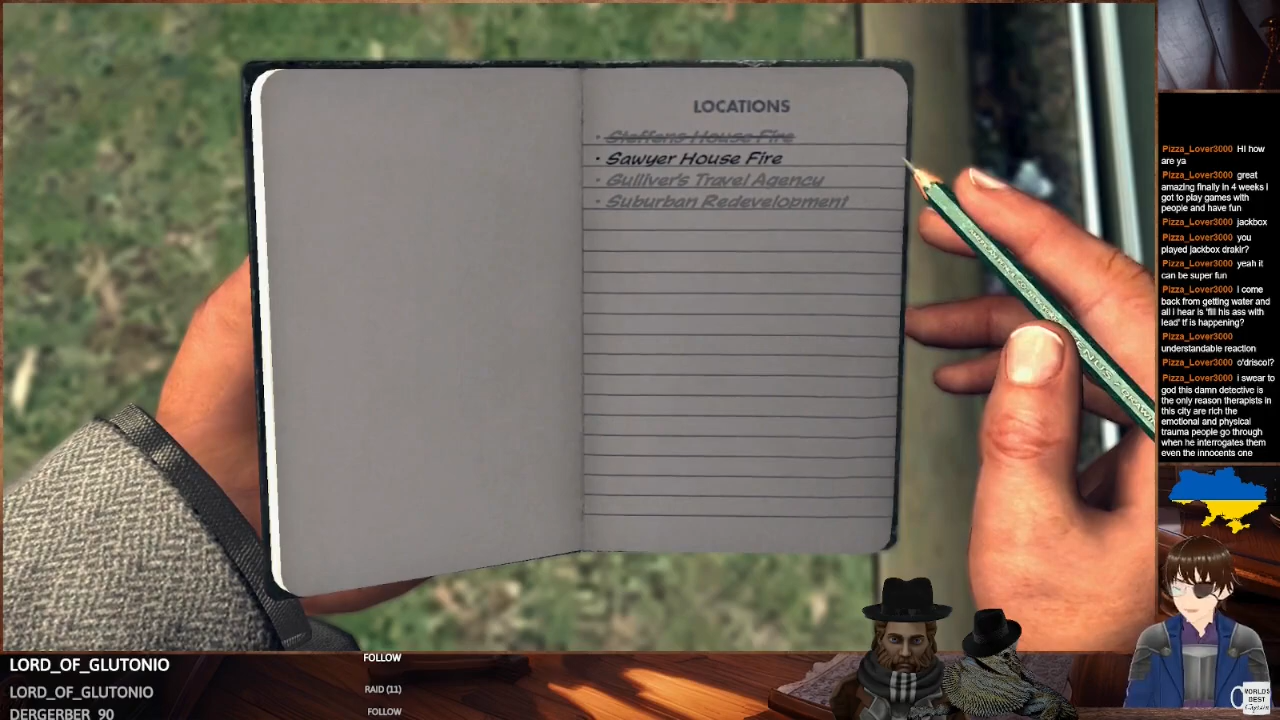 LOCATIONS
· Steffens House Fire
· Sawyer House Fire
· Gulliver's Travel Agency
· Suburban Redevelopment
Pizza_Lover3000 Hi how
are ya
Pizza_Lover3000 great
amazing finally in 4 weeks i
got to play games with
people and have fun
Pizza_Lover3000 jackbox
Pizza_Lover3000 you
played jackbox drakir?
Pizza_Lover3000 yeah it
can be super fun
Pizza_Lover3000 I come
back from getting water and
all i hear is 'fill his ass with
lead' tf is happening?
Pizza_Lover3000
understandable reaction
Pizza_Lover3000 o'driscol?
Pizza_Lover3000 i swear to
god this damn detective is
the only reason therapists in
this city are rich the
emotional and physical
trauma people go through
when he interrogates them
even the innocents one
WORLD'S
BEST
Captain
LORD_OF_GLUTONIO FOLLOW
LORD_OF_GLUTONIO RAID (11)
DERGERBER_90 FOLLOW